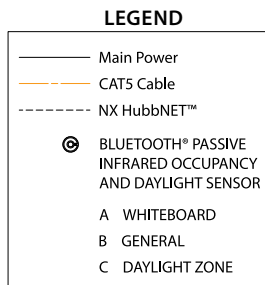 LEGEND
Main Power
CAT5 Cable
NX HubbNET™
BLUETOOTH® PASSIVE
INFRARED OCCUPANCY
AND DAYLIGHT SENSOR
A WHITEBOARD
B GENERAL
C DAYLIGHT ZONE